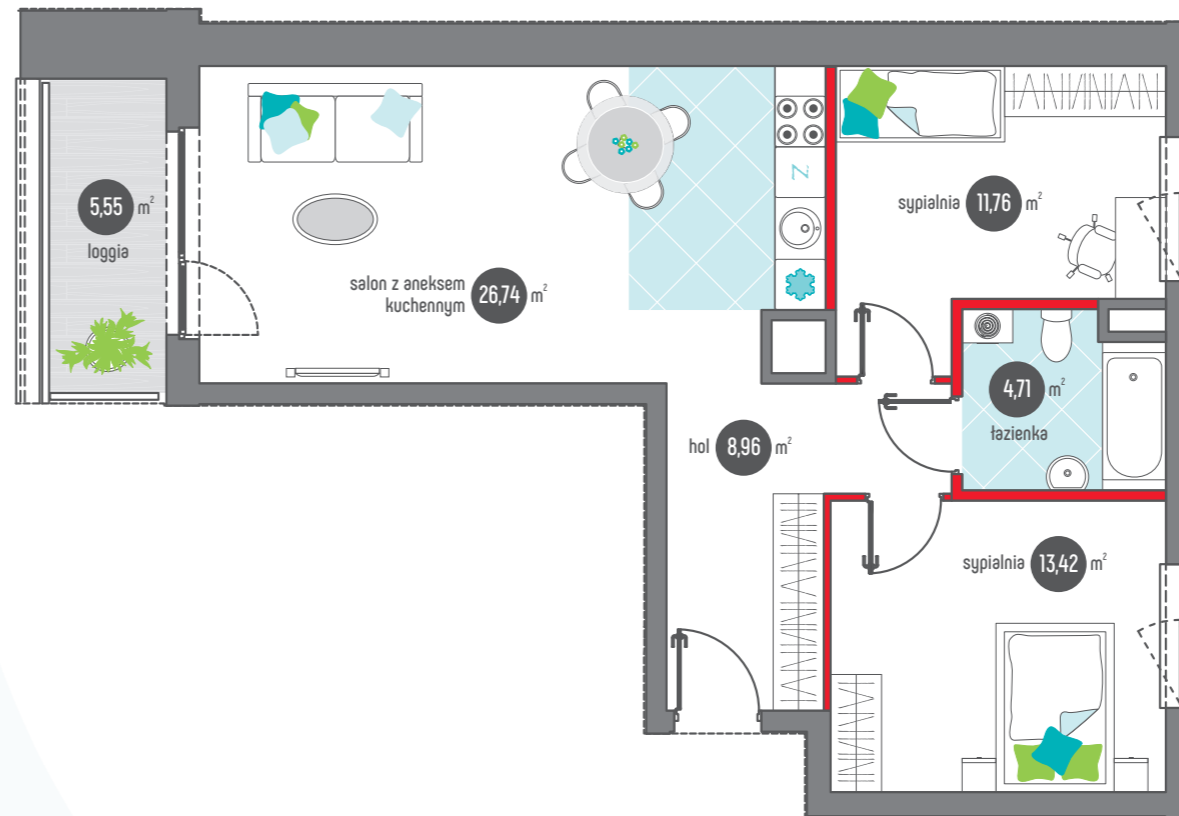 5,55 m²
loggia
salon z aneksem
kuchennym
26,74 m²
Z
sypialnia 11,76 m²
4,71 m²
łazienka
hol 8,96 m²
sypialnia 13,42 m²